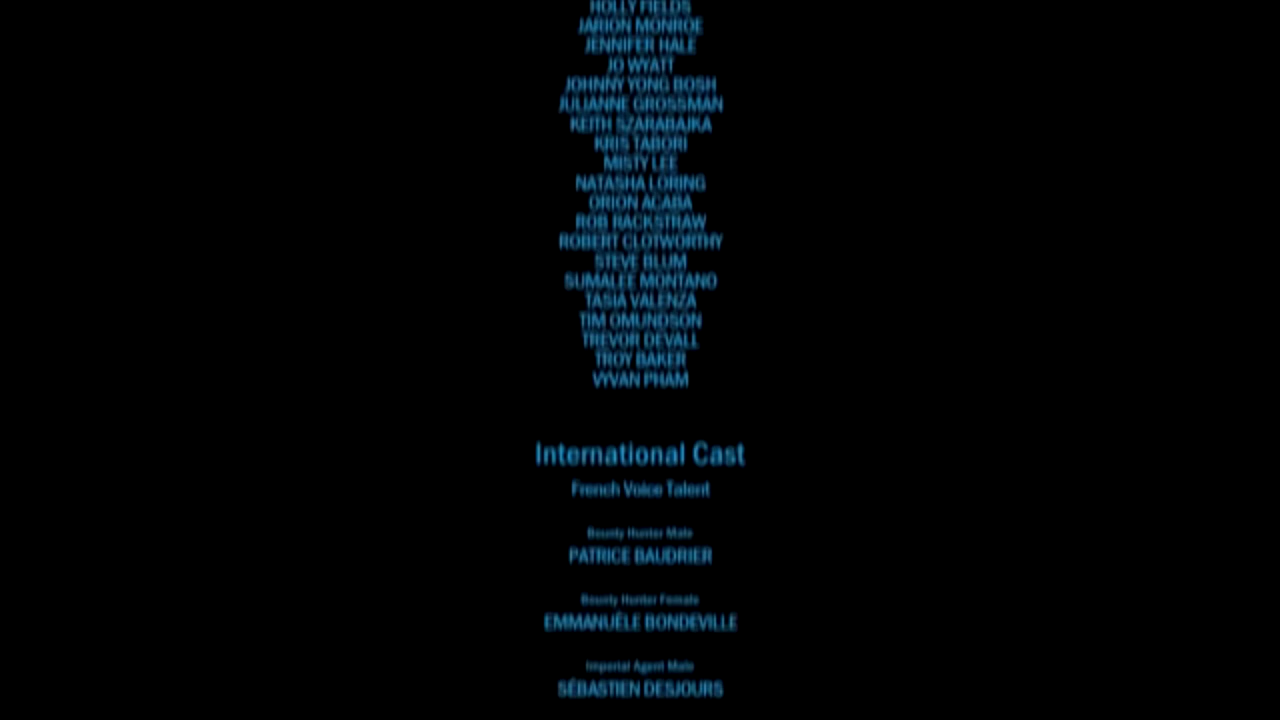 HOLLY FIELDS
JARION MONROE
JENNIFER HALE
JO WYATT
JOHNNY YONG BOSH
JULIANNE GROSSMAN
KEITH SZARABAJKA
KRIS TABORI
MISTY LEE
NATASHA LORING
ORION ACABA
ROB RACKSTRAW
ROBERT CLOTWORTHY
STEVE BLUM
SUMALEE MONTANO
TASIA VALENZA
TIM OMUNDSON
TREVOR DEVALL
TROY BAKER
VYVAN PHAM
International Cast
French Voice Talent
Bounty Hunter Male
PATRICE BAUDRIER
Bounty Hunter Female
EMMANUÈLE BONDEVILLE
Imperial Agent Male
SÉBASTIEN DESJOURS